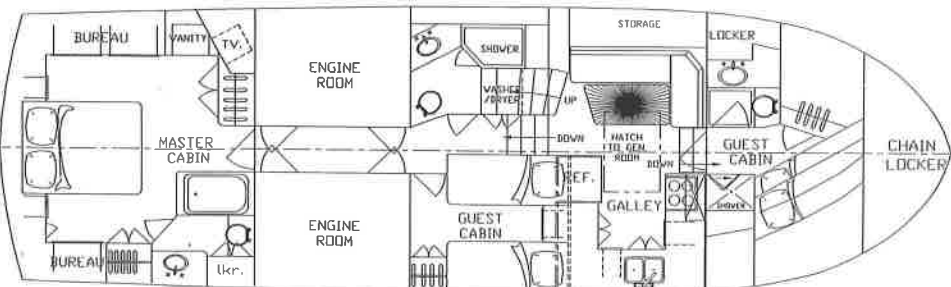 BUREAU
VANITY
TV.
ENGINE
ROOM
SHOWER
WASHER
/DRYER
UP
STORAGE
LOCKER
MASTER
CABIN
DOWN
HATCH
TO GEN.
ROOM
DOWN
GUEST
CABIN
CHAIN
LOCKER
REF.
GALLEY
SHOWER
GUEST
CABIN
ENGINE
ROOM
BUREAU
lkr.